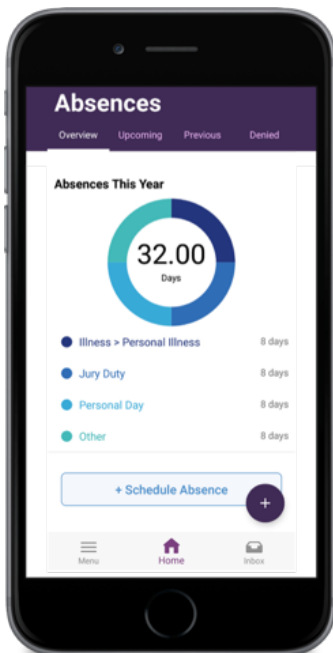 Absences
Overview Upcoming Previous Denied
Absences This Year
32.00
Days
Illness > Personal Illness 8 days
Jury Duty 8 days
Personal Day 8 days
Other 8 days
+ Schedule Absence
+
Menu Home Inbox